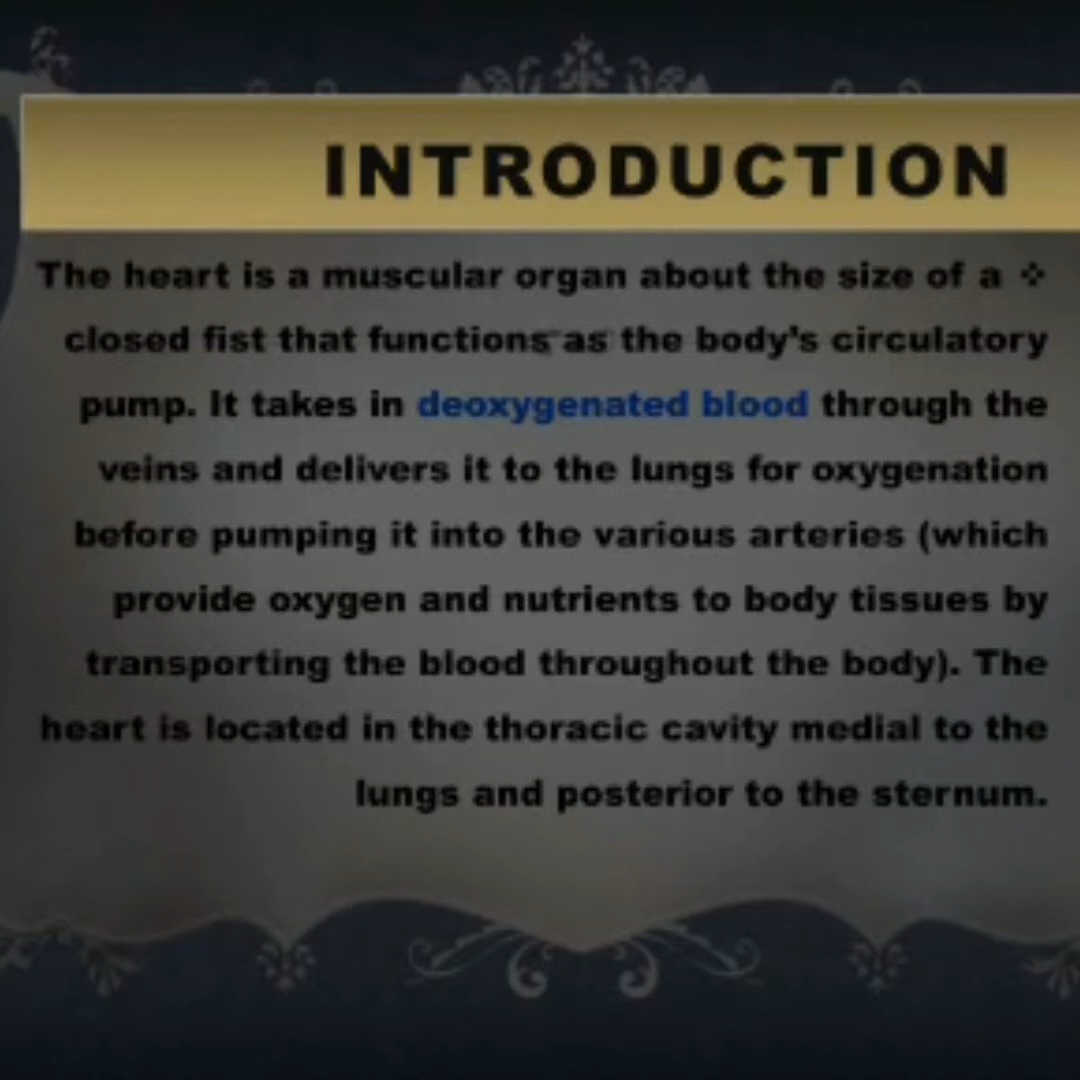 INTRODUCTION
The heart is a muscular organ about the size of a ❖
closed fist that functions as the body's circulatory
pump. It takes in deoxygenated blood through the
veins and delivers it to the lungs for oxygenation
before pumping it into the various arteries (which
provide oxygen and nutrients to body tissues by
transporting the blood throughout the body). The
heart is located in the thoracic cavity medial to the
lungs and posterior to the sternum.